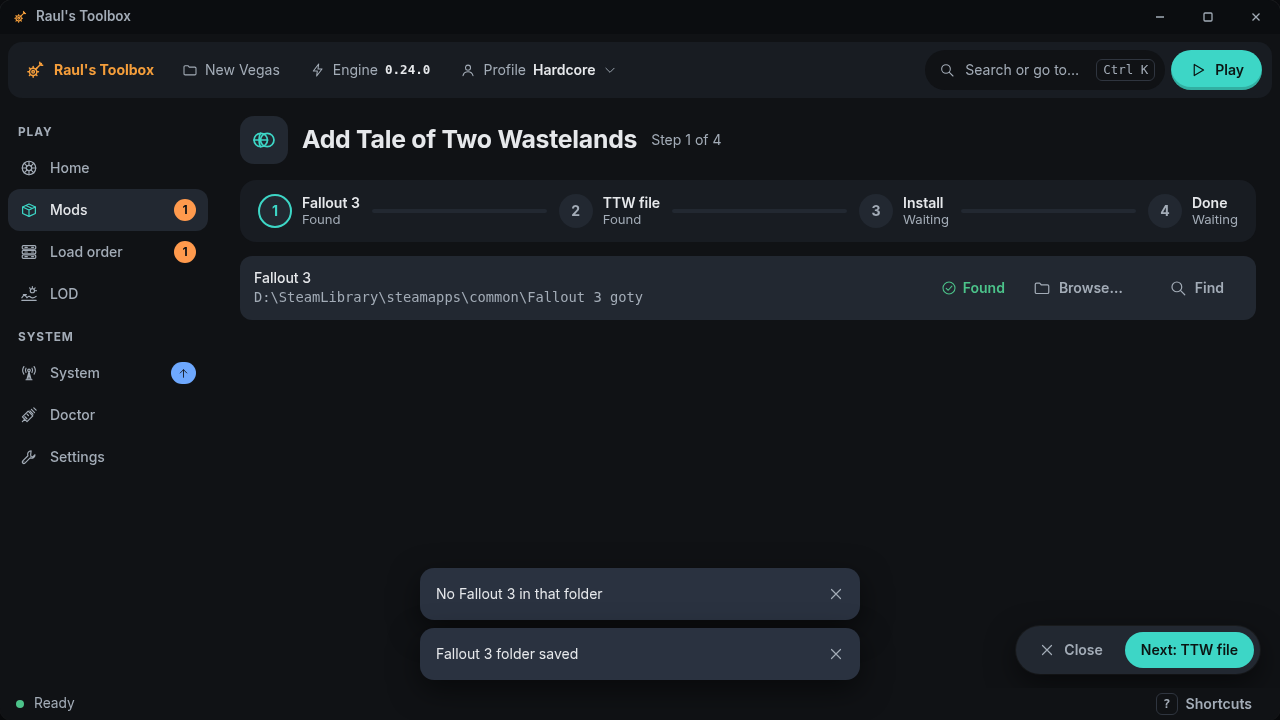 Raul's Toolbox
Raul's Toolbox
New Vegas
Engine 0.24.0
Profile Hardcore
Search or go to...
Ctrl K
Play
PLAY
Home
Mods
1
Load order
1
LOD
SYSTEM
System
Doctor
Settings
Add Tale of Two Wastelands
Step 1 of 4
1
Fallout 3
Found
2
TTW file
Found
3
Install
Waiting
4
Done
Waiting
Fallout 3
D:\SteamLibrary\steamapps\common\Fallout 3 goty
Found
Browse...
Find
No Fallout 3 in that folder
Fallout 3 folder saved
Close
Next: TTW file
Ready
? Shortcuts